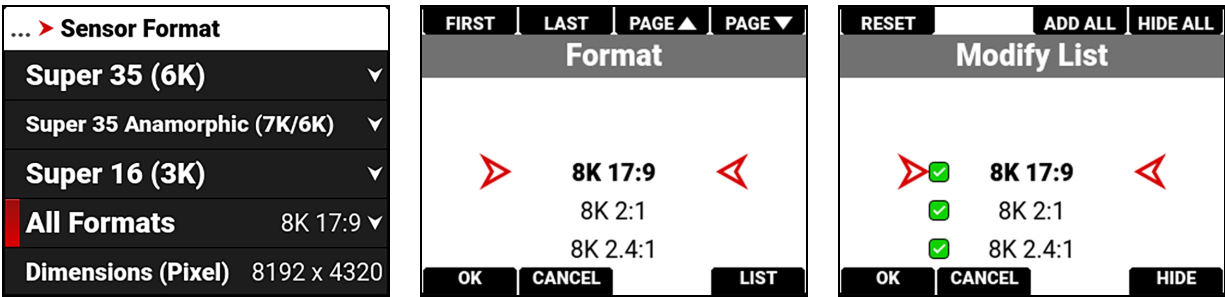 ... Sensor Format
Super 35 (6K)
Super 35 Anamorphic (7K/6K)
Super 16 (3K)
All Formats 8K 17:9
Dimensions (Pixel) 8192 x 4320
FIRST LAST PAGE▲ PAGE▼
Format
8K 17:9
8K 2:1
8K 2.4:1
OK CANCEL LIST
RESET ADD ALL HIDE ALL
Modify List
8K 17:9
8K 2:1
8K 2.4:1
OK CANCEL HIDE